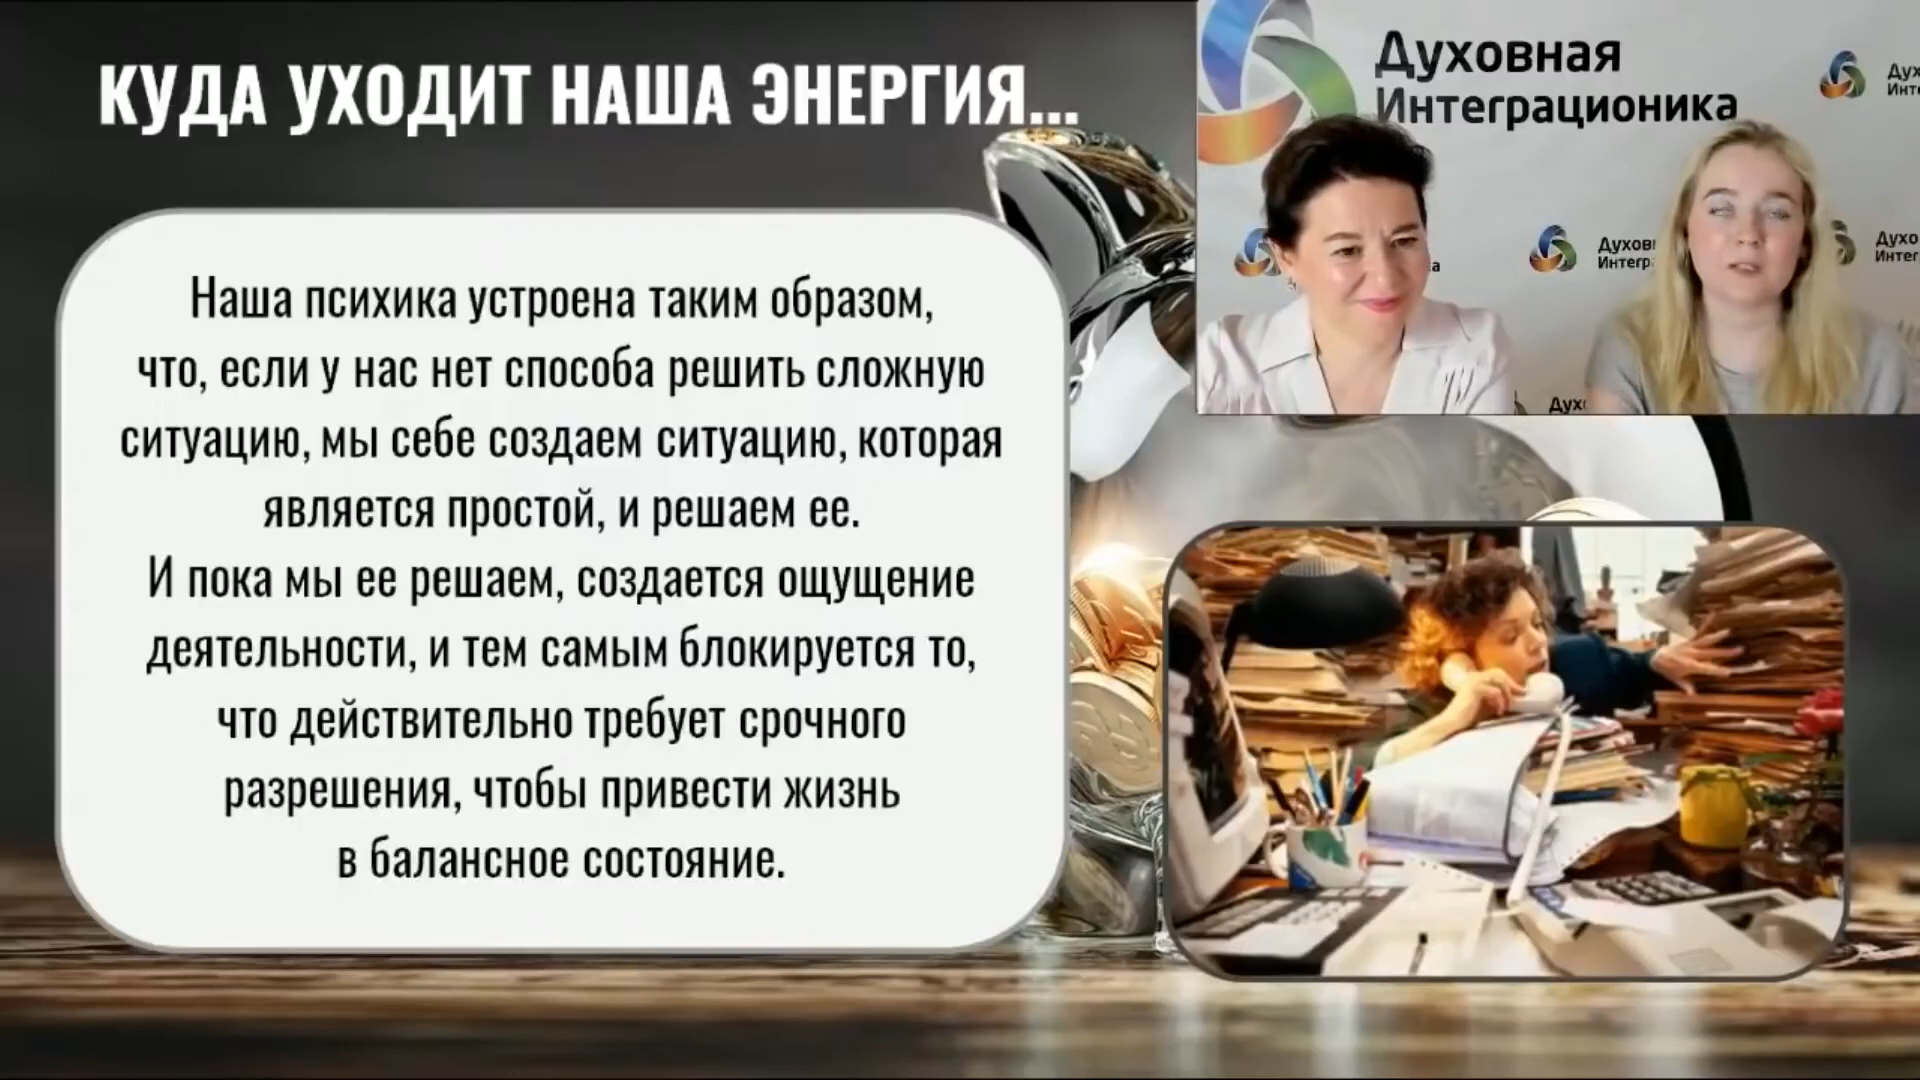 КУДА УХОДИТ НАША ЭНЕРГИЯ...
Наша психика устроена таким образом,
что, если у нас нет способа решить сложную
ситуацию, мы себе создаем ситуацию, которая
является простой, и решаем ее.
И пока мы ее решаем, создается ощущение
деятельности, и тем самым блокируется то,
что действительно требует срочного
разрешения, чтобы привести жизнь
в балансное состояние.
Духовная
Интеграционика